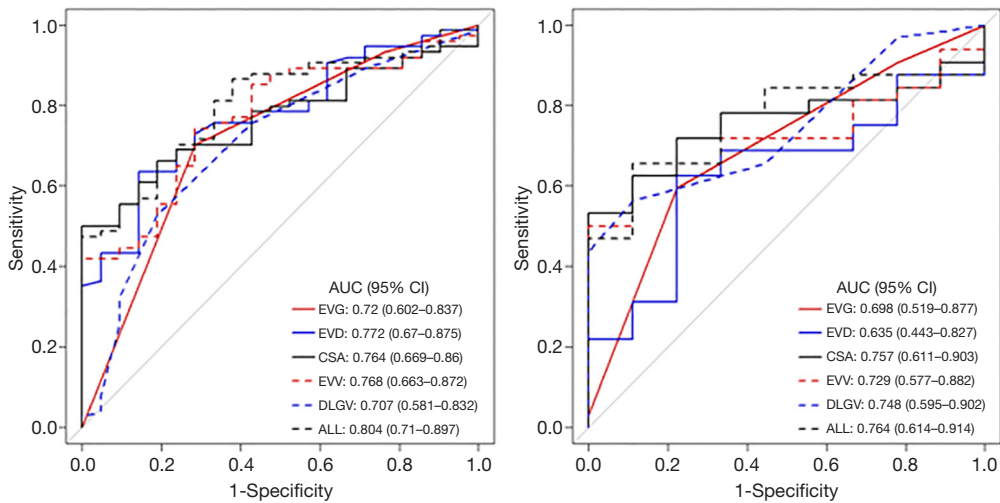 1.0
0.8
0.6
0.4
0.2
0.0
Sensitivity
AUC (95% CI)
EVG: 0.72 (0.602–0.837)
EVD: 0.772 (0.67–0.875)
CSA: 0.764 (0.669–0.86)
EVV: 0.768 (0.663–0.872)
DLGV: 0.707 (0.581–0.832)
ALL: 0.804 (0.71–0.897)
0.0 0.2 0.4 0.6 0.8 1.0
1-Specificity
1.0
0.8
0.6
0.4
0.2
0.0
Sensitivity
AUC (95% CI)
EVG: 0.698 (0.519–0.877)
EVD: 0.635 (0.443–0.827)
CSA: 0.757 (0.611–0.903)
EVV: 0.729 (0.577–0.882)
DLGV: 0.748 (0.595–0.902)
ALL: 0.764 (0.614–0.914)
0.0 0.2 0.4 0.6 0.8 1.0
1-Specificity